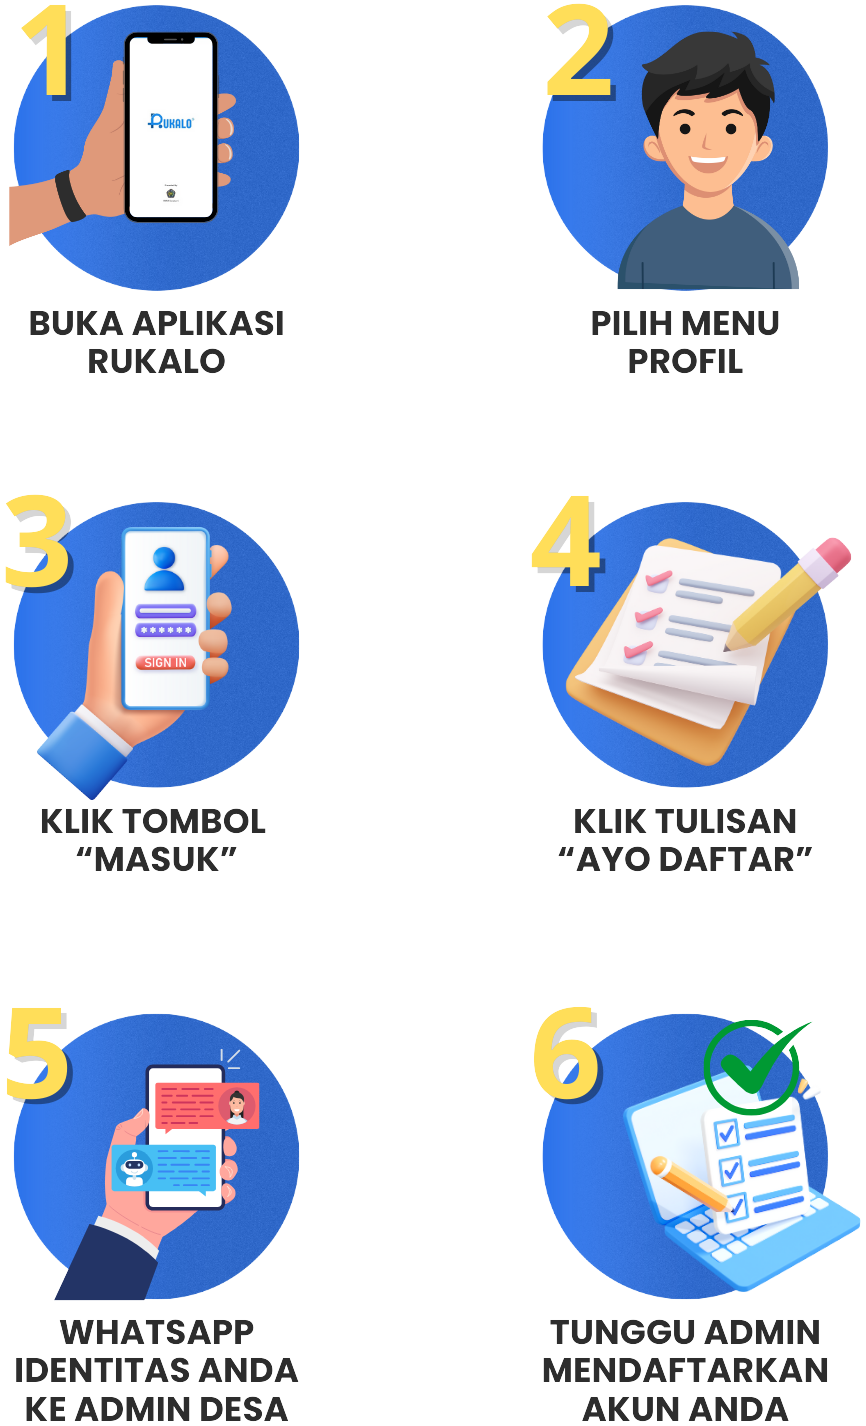 1
RUKALO
BUKA APLIKASI
RUKALO
2
PILIH MENU
PROFIL
3
******
SIGN IN
KLIK TOMBOL
“MASUK”
4
KLIK TULISAN
“AYO DAFTAR”
5
WHATSAPP
IDENTITAS ANDA
KE ADMIN DESA
6
TUNGGU ADMIN
MENDAFTARKAN
AKUN ANDA